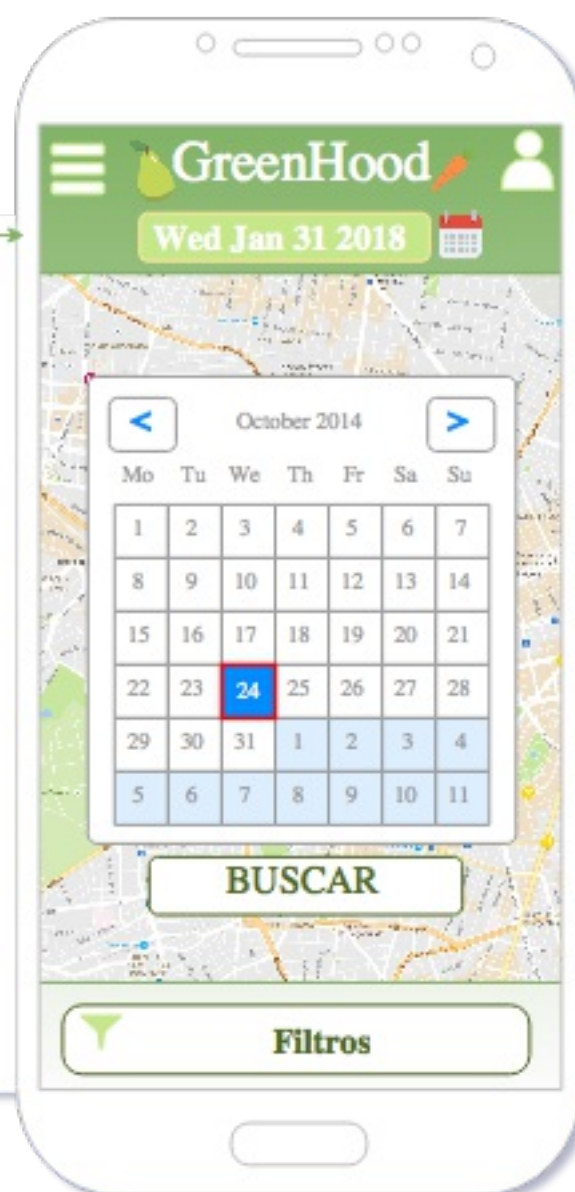 GreenHood
Wed Jan 31 2018
< October 2014 >
Mo Tu We Th Fr Sa Su
1 2 3 4 5 6 7
8 9 10 11 12 13 14
15 16 17 18 19 20 21
22 23 24 25 26 27 28
29 30 31 1 2 3 4
5 6 7 8 9 10 11
BUSCAR
Filtros